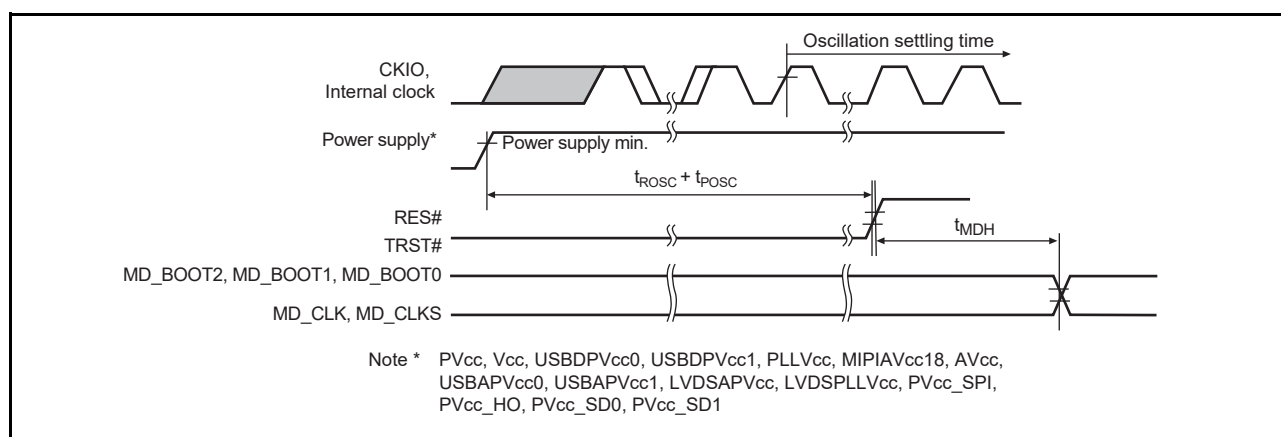 Oscillation settling time
CKIO,
Internal clock
Power supply*
Power supply min.
tROSC + tPOSC
RES#
TRST#
tMDH
MD_BOOT2, MD_BOOT1, MD_BOOT0
MD_CLK, MD_CLKS
Note * PVcc, Vcc, USBDPVcc0, USBDPVcc1, PLLVcc, MIPIAVcc18, AVcc,
USBAPVcc0, USBAPVcc1, LVDSAPVcc, LVDSPLLVcc, PVcc_SPI,
PVcc_HO, PVcc_SD0, PVcc_SD1